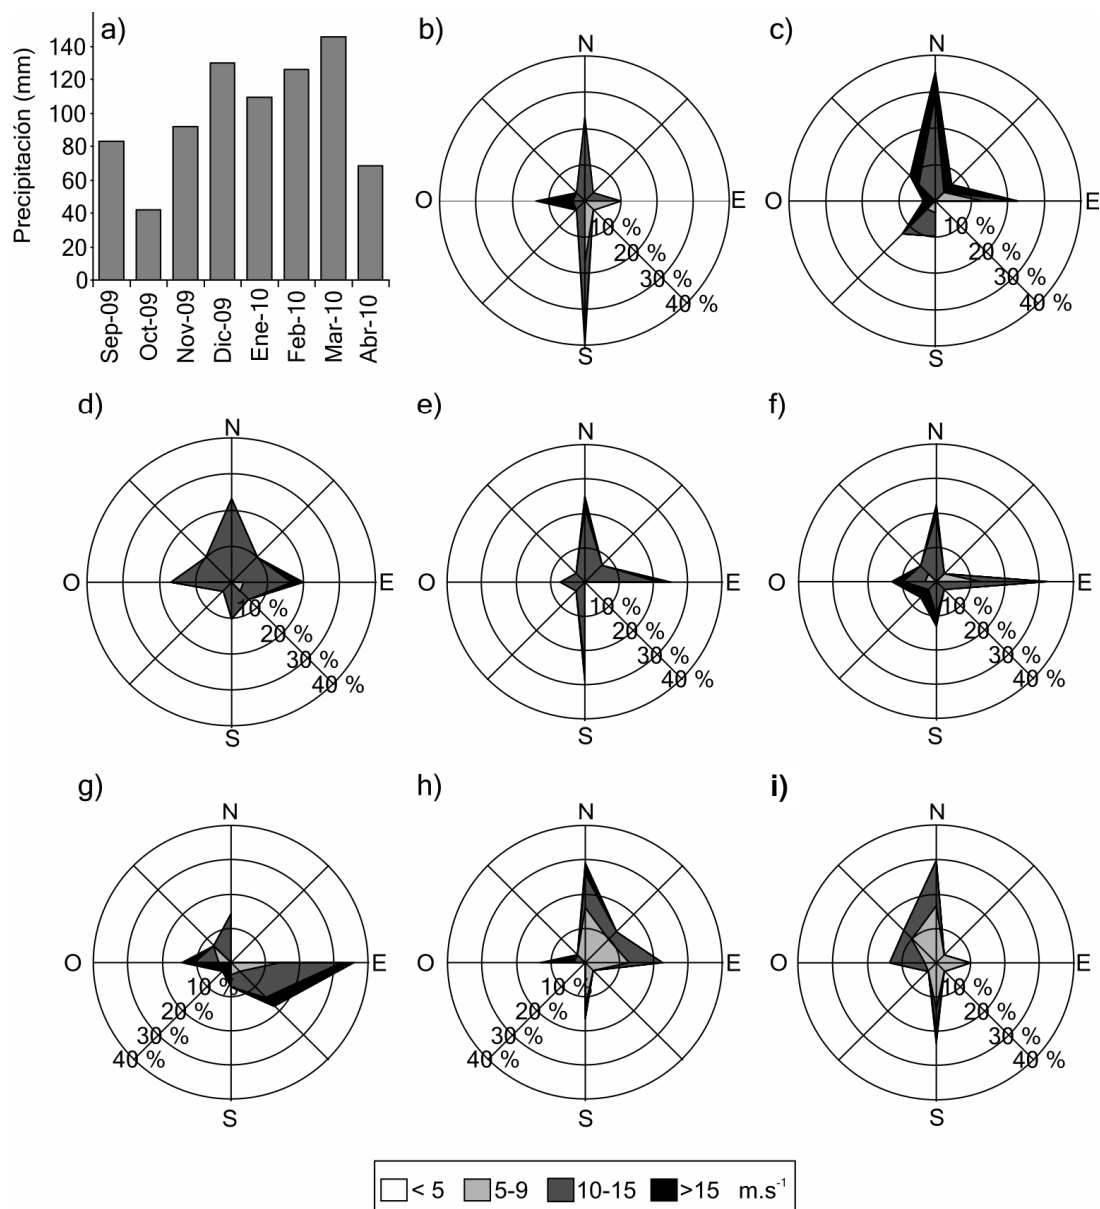 a)
Precipitación (mm)
140
120
100
80
60
40
20
0
Sep-09
Oct-09
Nov-09
Dic-09
Ene-10
Feb-10
Mar-10
Abr-10
b)
N
O
E
S
10 %
20 %
30 %
40 %
c)
N
O
E
S
10 %
20 %
30 %
40 %
d)
N
O
E
S
10 %
20 %
30 %
40 %
e)
N
O
E
S
10 %
20 %
30 %
40 %
f)
N
O
E
S
10 %
20 %
30 %
40 %
g)
N
O
E
S
10 %
20 %
30 %
40 %
h)
N
O
E
S
10 %
20 %
30 %
40 %
i)
N
O
E
S
10 %
20 %
30 %
40 %
< 5 5-9 10-15 >15 m.s⁻¹